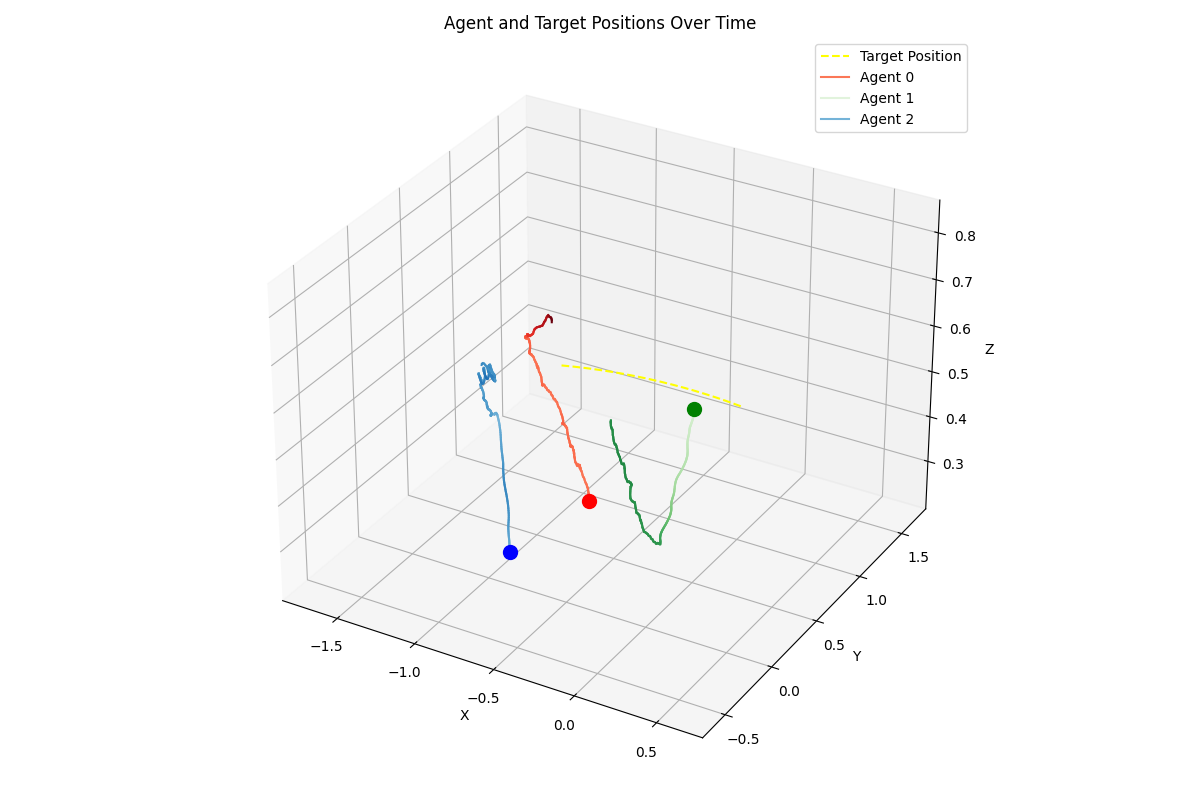 Agent and Target Positions Over Time
Target Position
Agent 0
Agent 1
Agent 2
0.8
0.7
0.6
0.5
0.4
0.3
Z
1.5
1.0
0.5
0.0
−0.5
Y
−1.5
−1.0
−0.5
0.0
0.5
X